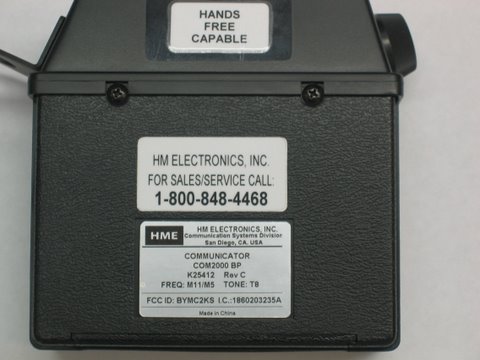 HANDS
FREE
CAPABLE
HM ELECTRONICS, INC.
FOR SALES/SERVICE CALL:
1-800-848-4468
HME HM ELECTRONICS, INC.
Communication Systems Division
San Diego, CA. USA
COMMUNICATOR
COM2000 BP
K25412 Rev C
FREQ: M11/M5 TONE: T8
FCC ID: BYMC2KS I.C.:1860203235A
Made in China